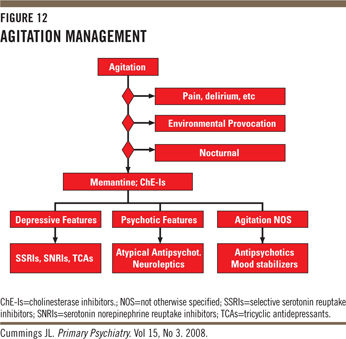 FIGURE 12
AGITATION MANAGEMENT
Agitation
Pain, delirium, etc
Environmental Provocation
Nocturnal
Memantine; ChE-Is
Depressive Features
Psychotic Features
Agitation NOS
SSRIs, SNRIs, TCAs
Atypical Antipsychot.
Neuroleptics
Antipsychotics
Mood stabilizers
ChE-Is=cholinesterase inhibitors.; NOS=not otherwise specified; SSRIs=selective serotonin reuptake
inhibitors; SNRIs=serotonin norepinephrine reuptake inhibitors; TCAs=tricyclic antidepressants.
Cummings JL. Primary Psychiatry. Vol 15, No 3. 2008.